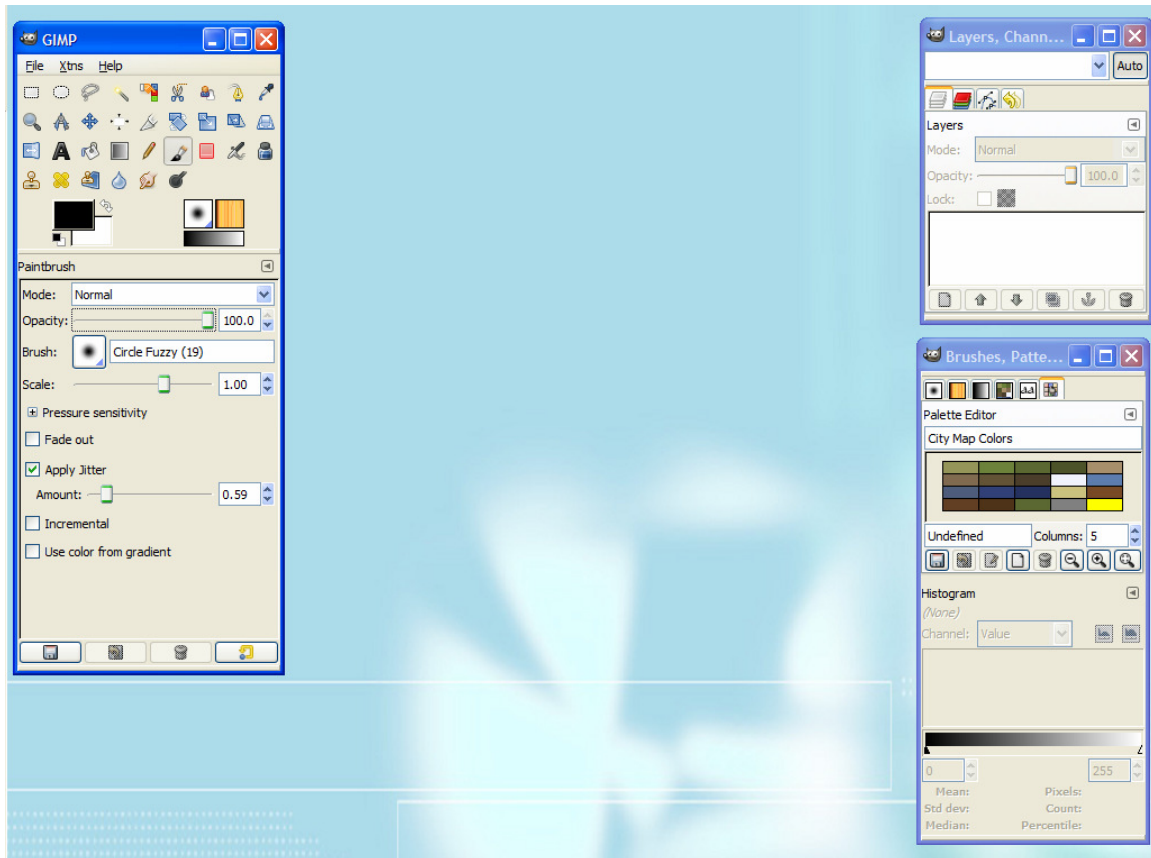 GIMP
File Xtns Help
Paintbrush
Mode: Normal
Opacity: 100.0
Brush: Circle Fuzzy (19)
Scale: 1.00
Pressure sensitivity
Fade out
Apply Jitter
Amount: 0.59
Incremental
Use color from gradient
Layers, Chann...
Auto
Layers
Mode: Normal
Opacity: 100.0
Lock:
Brushes, Patte...
Palette Editor
City Map Colors
Undefined Columns: 5
Histogram
(None)
Channel: Value
0 255
Mean: Pixels:
Std dev: Count:
Median: Percentile: